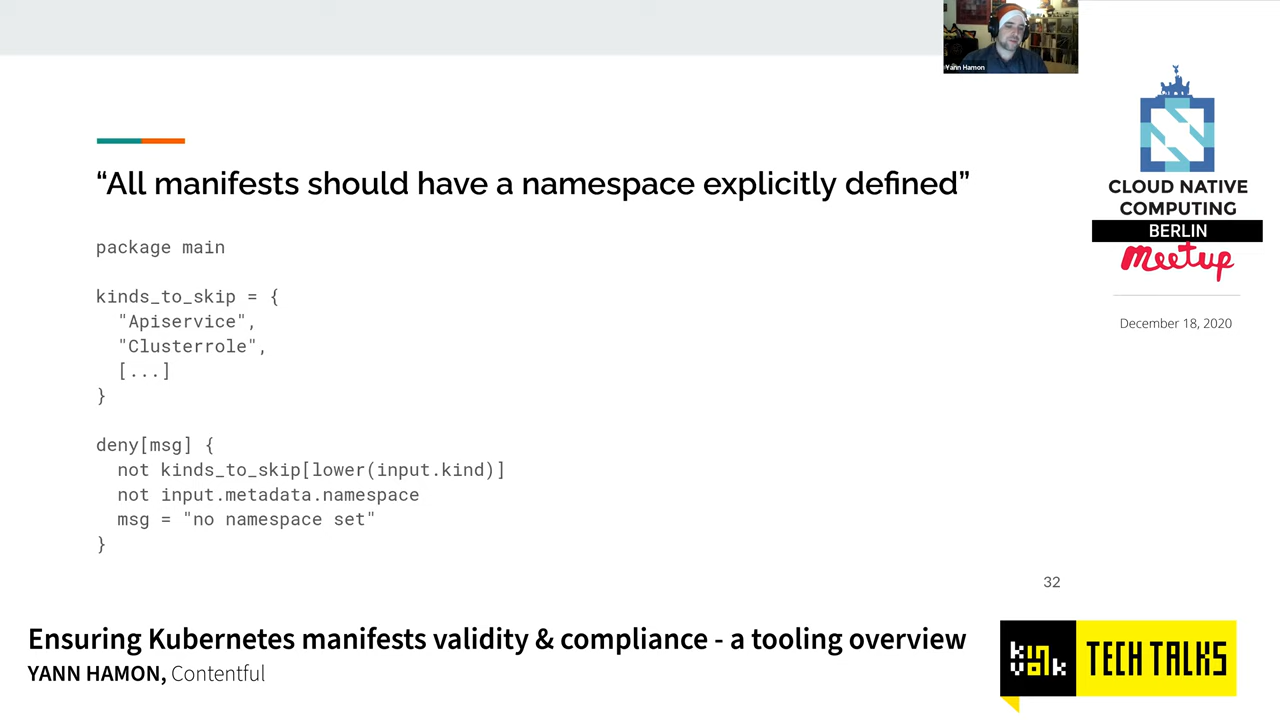 Yann Hamon
“All manifests should have a namespace explicitly defined”
package main
kinds_to_skip = {
  "Apiservice",
  "Clusterrole",
  [...]
}
deny[msg] {
  not kinds_to_skip[lower(input.kind)]
  not input.metadata.namespace
  msg = "no namespace set"
}
32
CLOUD NATIVE
COMPUTING
BERLIN
meetup
December 18, 2020
Ensuring Kubernetes manifests validity & compliance - a tooling overview
YANN HAMON, Contentful
kinvolk
TECH TALKS